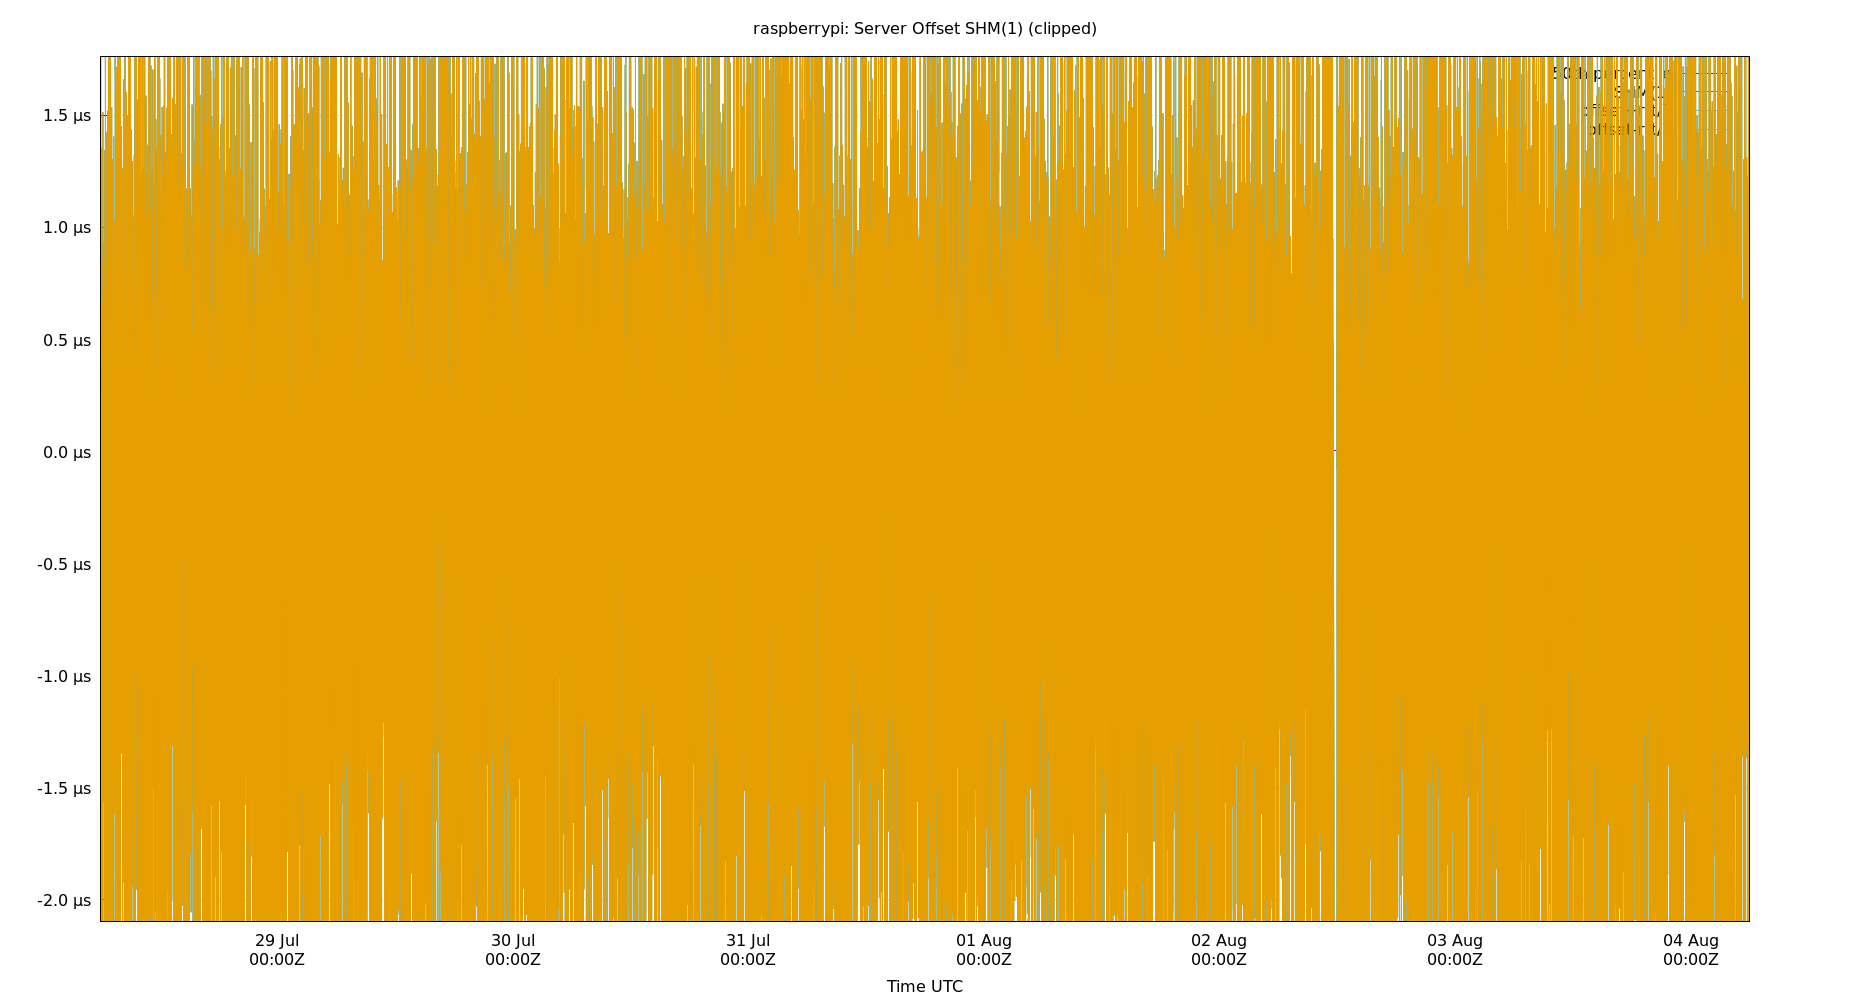 raspberrypi: Server Offset SHM(1) (clipped)
1.5 µs
1.0 µs
0.5 µs
0.0 µs
-0.5 µs
-1.0 µs
-1.5 µs
-2.0 µs
29 Jul 30 Jul 31 Jul 01 Aug 02 Aug 03 Aug 04 Aug
00:00Z 00:00Z 00:00Z 00:00Z 00:00Z 00:00Z 00:00Z
Time UTC